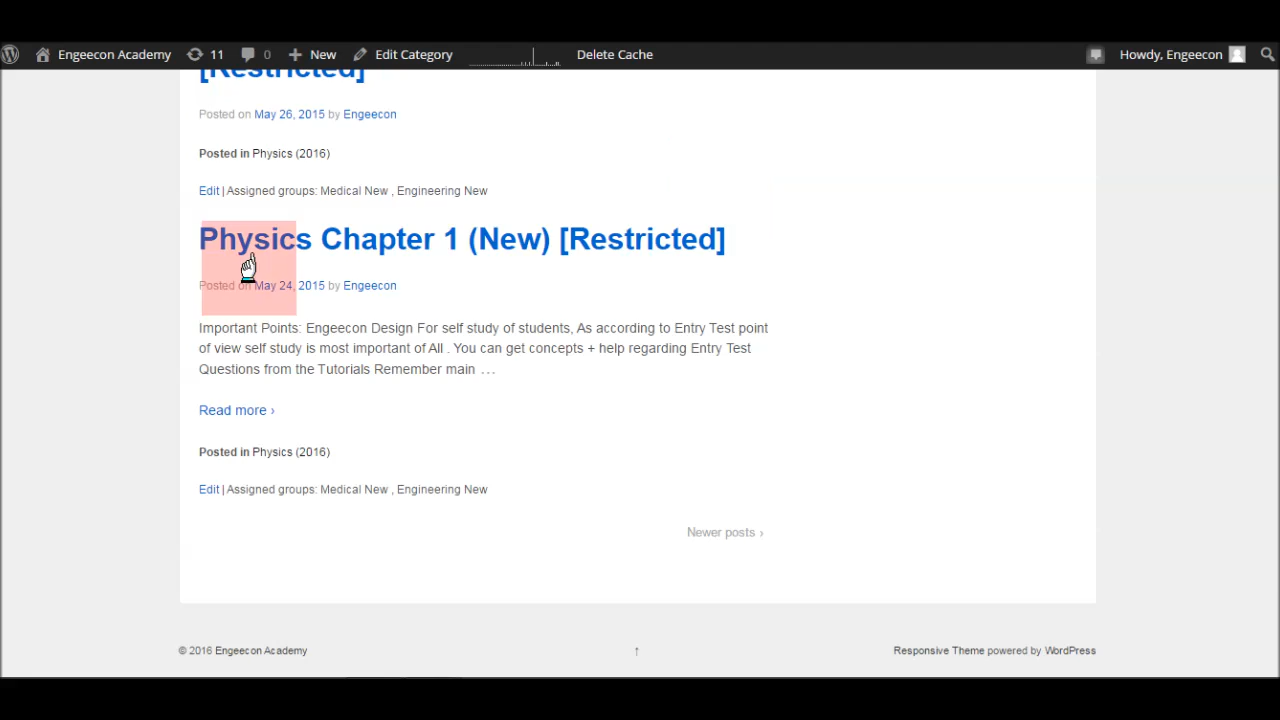 Engeecon Academy 11 0 New Edit Category Delete Cache Howdy, Engeecon
[Restricted]
Posted on May 26, 2015 by Engeecon
Posted in Physics (2016)
Edit | Assigned groups: Medical New , Engineering New
Physics Chapter 1 (New) [Restricted]
Posted on May 24, 2015 by Engeecon
Important Points: Engeecon Design For self study of students, As according to Entry Test point
of view self study is most important of All . You can get concepts + help regarding Entry Test
Questions from the Tutorials Remember main …
Read more ›
Posted in Physics (2016)
Edit | Assigned groups: Medical New , Engineering New
Newer posts ›
© 2016 Engeecon Academy ↑ Responsive Theme powered by WordPress